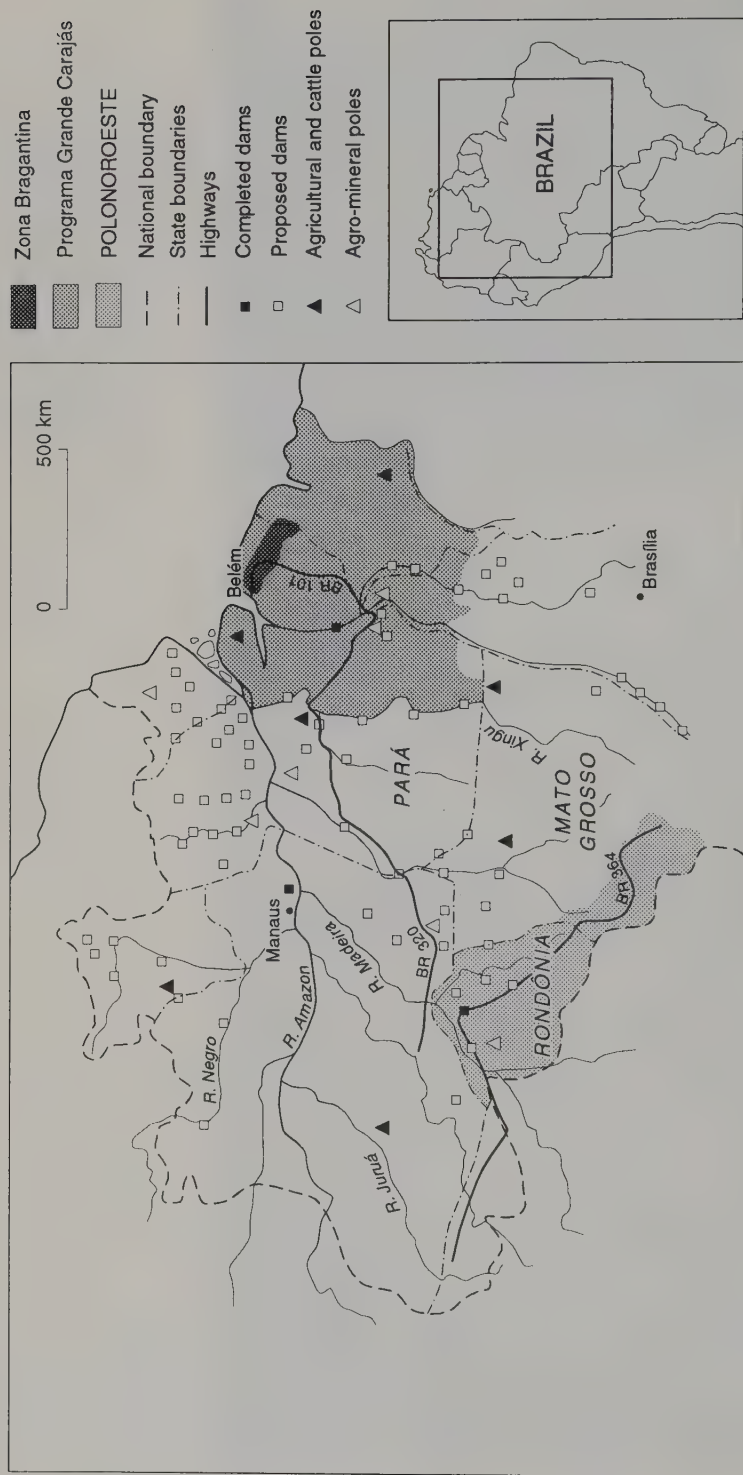 Zona Bragantina
Programa Grande Carajás
POLONOROESTE
National boundary
State boundaries
Highways
Completed dams
Proposed dams
Agricultural and cattle poles
Agro-mineral poles
BRAZIL
0 500 km
Belém
BR 101
Manaus
R. Negro
R. Amazon
R. Madeira
R. Juruá
BR 320
PARÁ
R. Xingu
MATO
GROSSO
BR 364
RONDÔNIA
Brasília